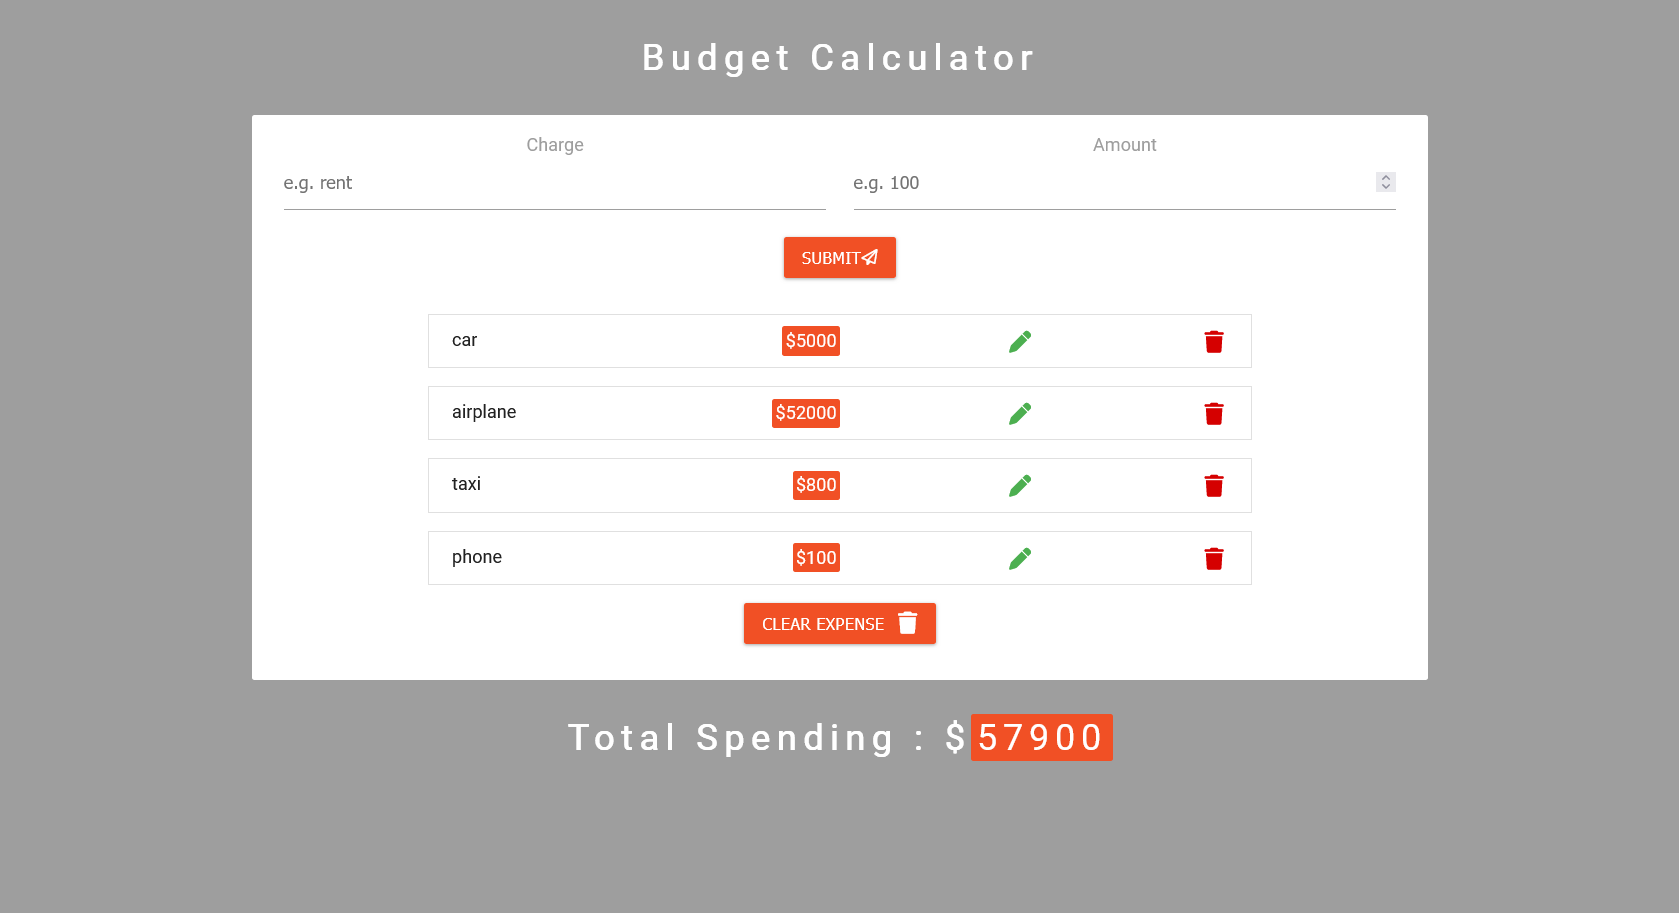 Budget Calculator
Charge Amount
e.g. rent e.g. 100
SUBMIT
car $5000
airplane $52000
taxi $800
phone $100
CLEAR EXPENSE
Total Spending : $57900